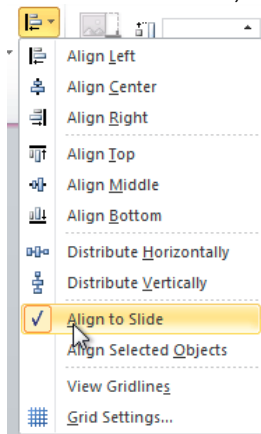 Align Left
Align Center
Align Right
Align Top
Align Middle
Align Bottom
Distribute Horizontally
Distribute Vertically
Align to Slide
Align Selected Objects
View Gridlines
Grid Settings...